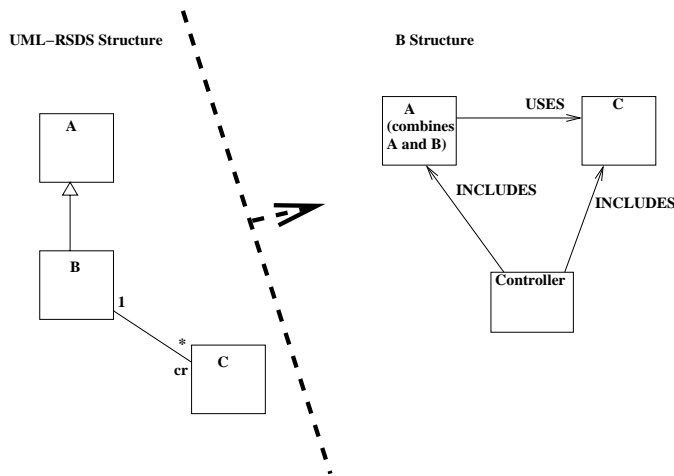 UML−RSDS Structure
A
B
1
*
cr
C
B Structure
A
(combines
A and B)
USES
C
INCLUDES
INCLUDES
Controller